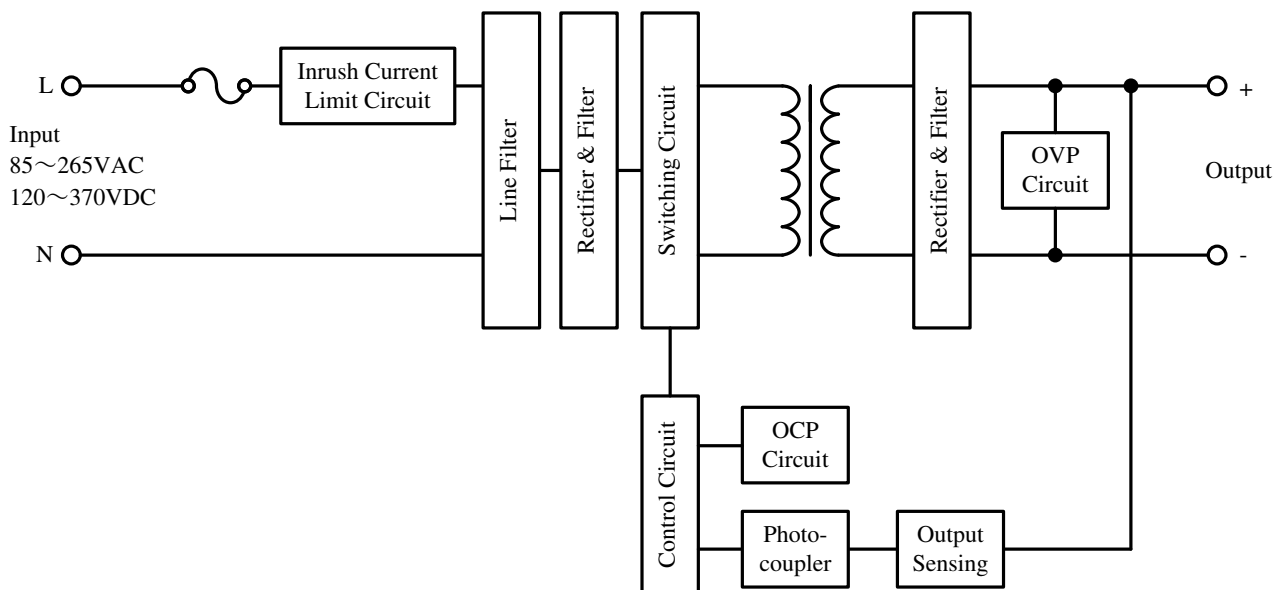 L
Inrush Current
Limit Circuit
Input
85～265VAC
120～370VDC
N
Line Filter
Rectifier & Filter
Switching Circuit
Rectifier & Filter
OVP
Circuit
+
Output
-
Control Circuit
OCP
Circuit
Photo-
coupler
Output
Sensing